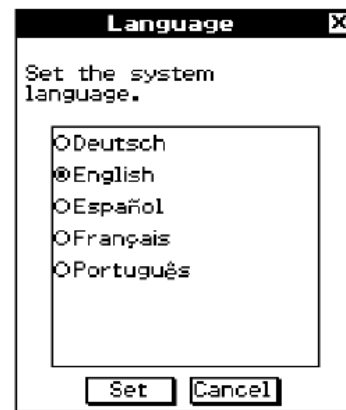 Language X
Set the system
language.
Deutsch
English
Español
Français
Português
Set Cancel